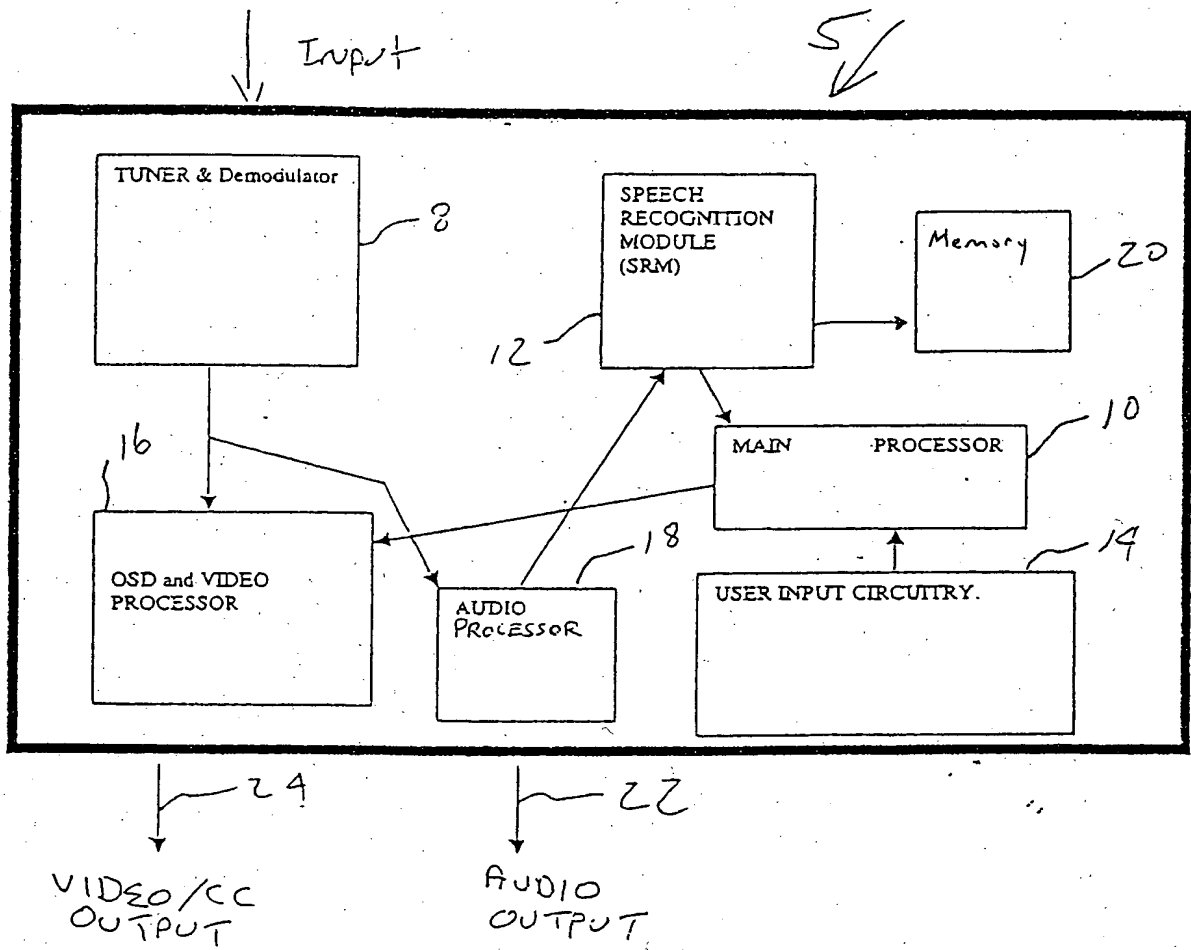 Input
5
TUNER & Demodulator
8
SPEECH
RECOGNITION
MODULE
(SRM)
12
Memory
20
MAIN PROCESSOR
10
16
OSD and VIDEO
PROCESSOR
18
AUDIO
PROCESSOR
14
USER INPUT CIRCUITRY.
24
22
VIDEO/CC
OUTPUT
AUDIO
OUTPUT